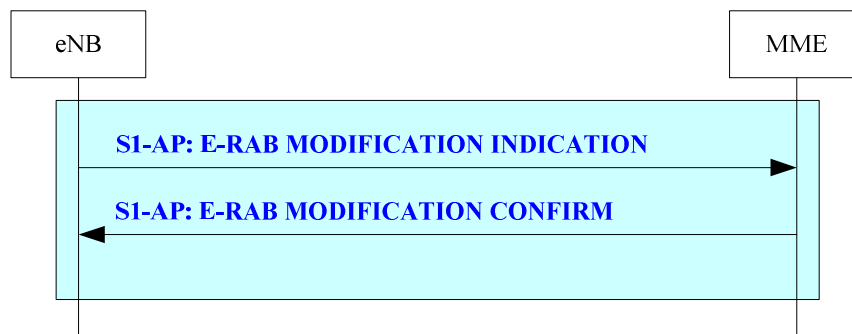 eNB
MME
S1-AP: E-RAB MODIFICATION INDICATION
S1-AP: E-RAB MODIFICATION CONFIRM